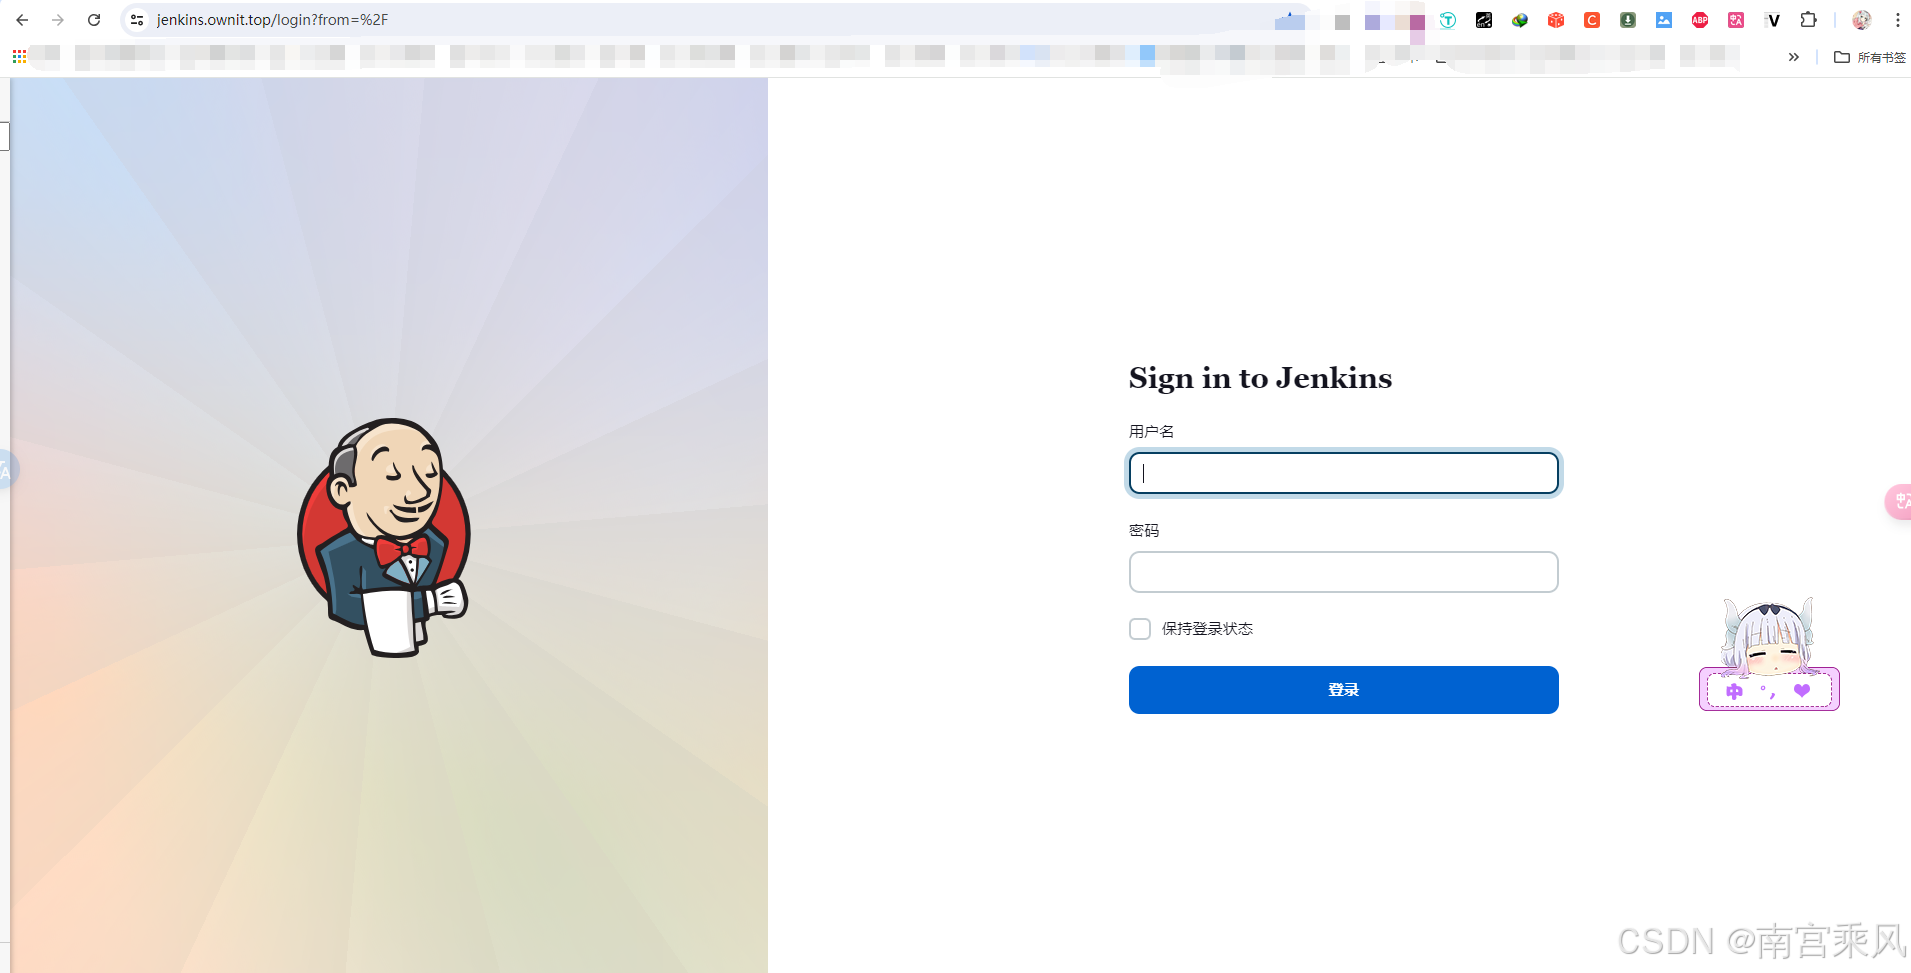 jenkins.ownit.top/login?from=%2F
所有书签
Sign in to Jenkins
用户名
密码
保持登录状态
登录
中 °, ❤
CSDN @南宫乘风